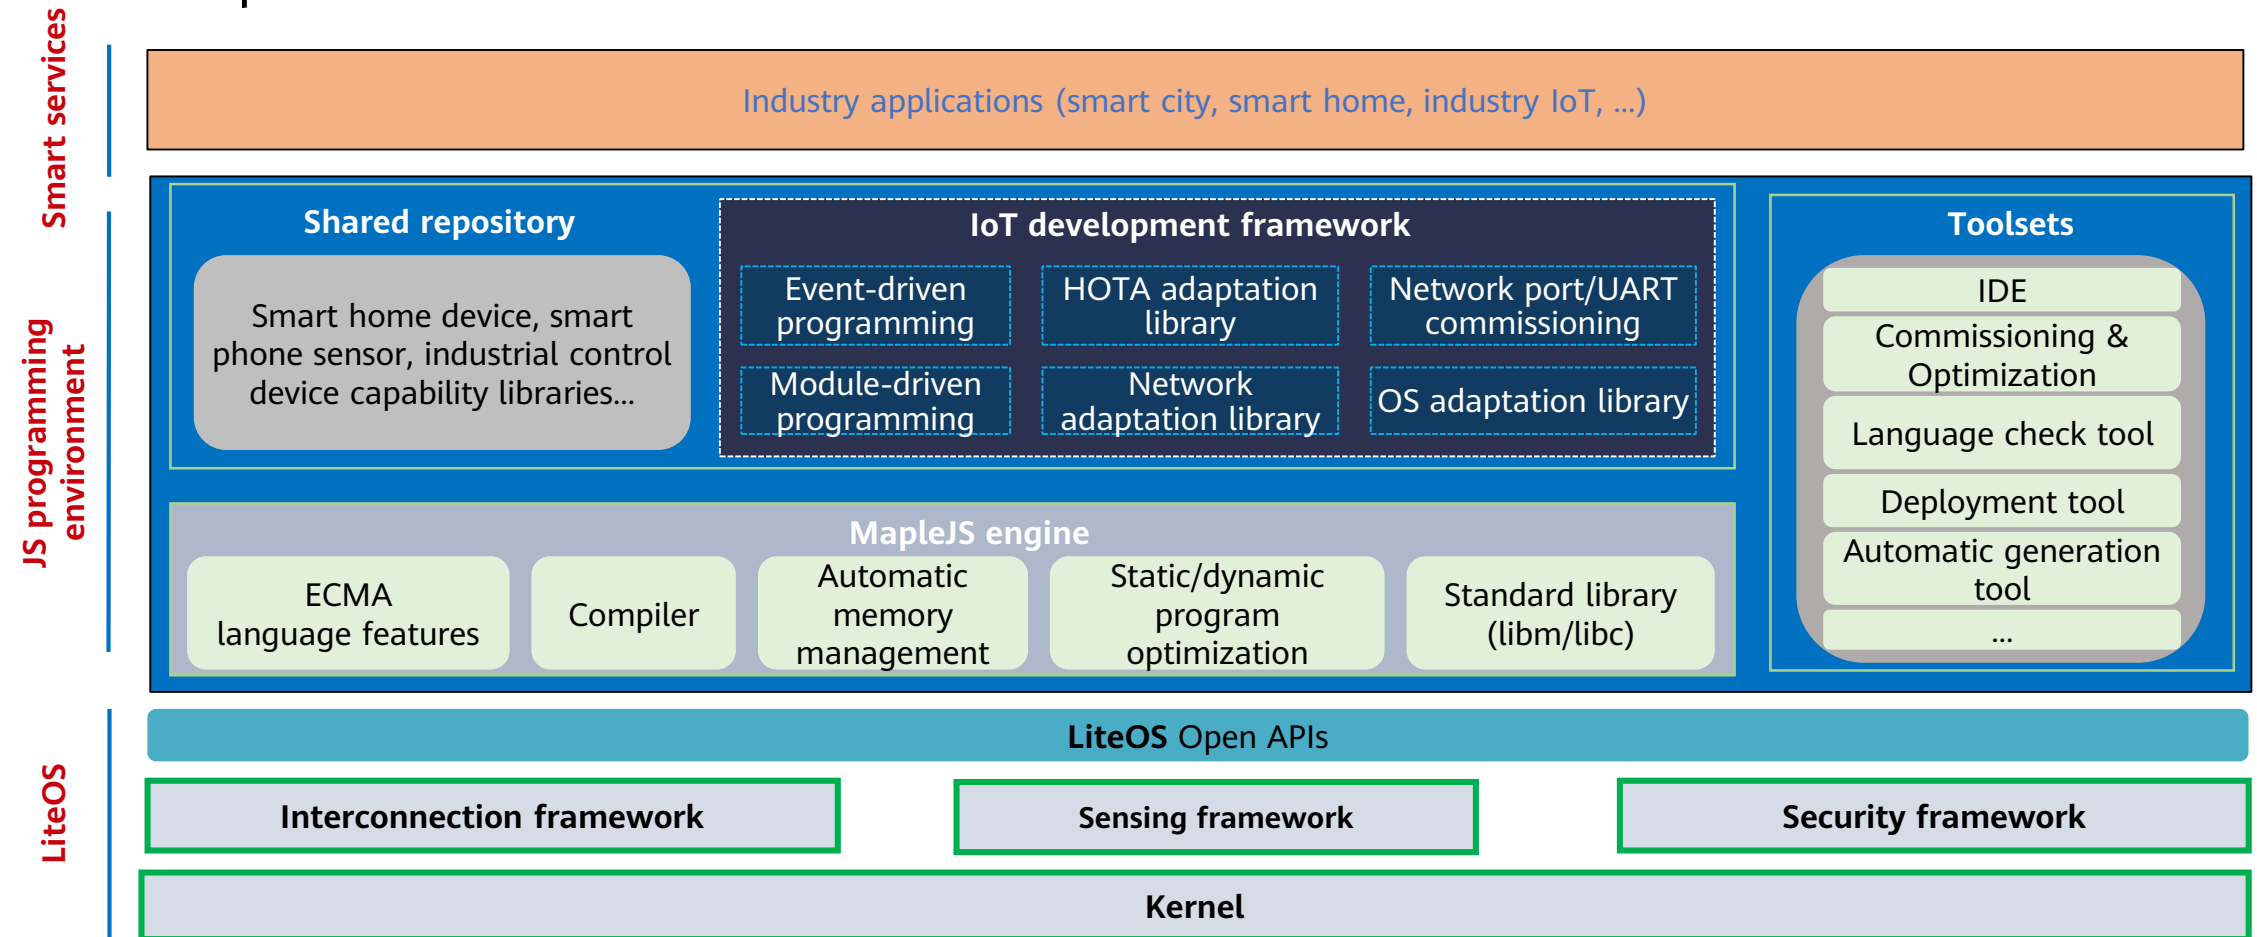 Smart services
Industry applications (smart city, smart home, industry IoT, ...)
JS programming
environment
Shared repository
Smart home device, smart
phone sensor, industrial control
device capability libraries...
IoT development framework
Event-driven
programming
HOTA adaptation
library
Network port/UART
commissioning
Module-driven
programming
Network
adaptation library
OS adaptation library
Toolsets
IDE
Commissioning &
Optimization
Language check tool
Deployment tool
Automatic generation
tool
...
MapleJS engine
ECMA
language features
Compiler
Automatic
memory
management
Static/dynamic
program
optimization
Standard library
(libm/libc)
LiteOS
LiteOS Open APIs
Interconnection framework
Sensing framework
Security framework
Kernel